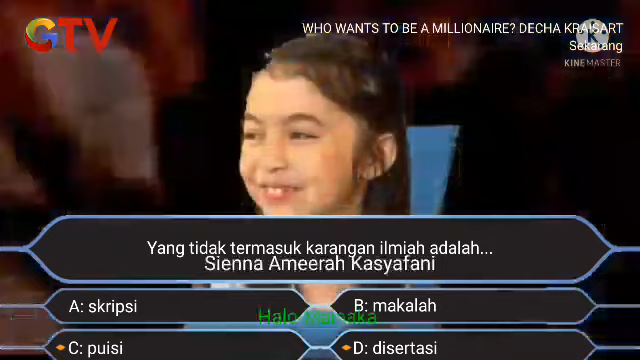 GTV
WHO WANTS TO BE A MILLIONAIRE? DECHA KRAISART
Sekarang
K
KINEMASTER
Yang tidak termasuk karangan ilmiah adalah...
Sienna Ameerah Kasyafani
A: skripsi
B: makalah
Halo
C: puisi
D: disertasi